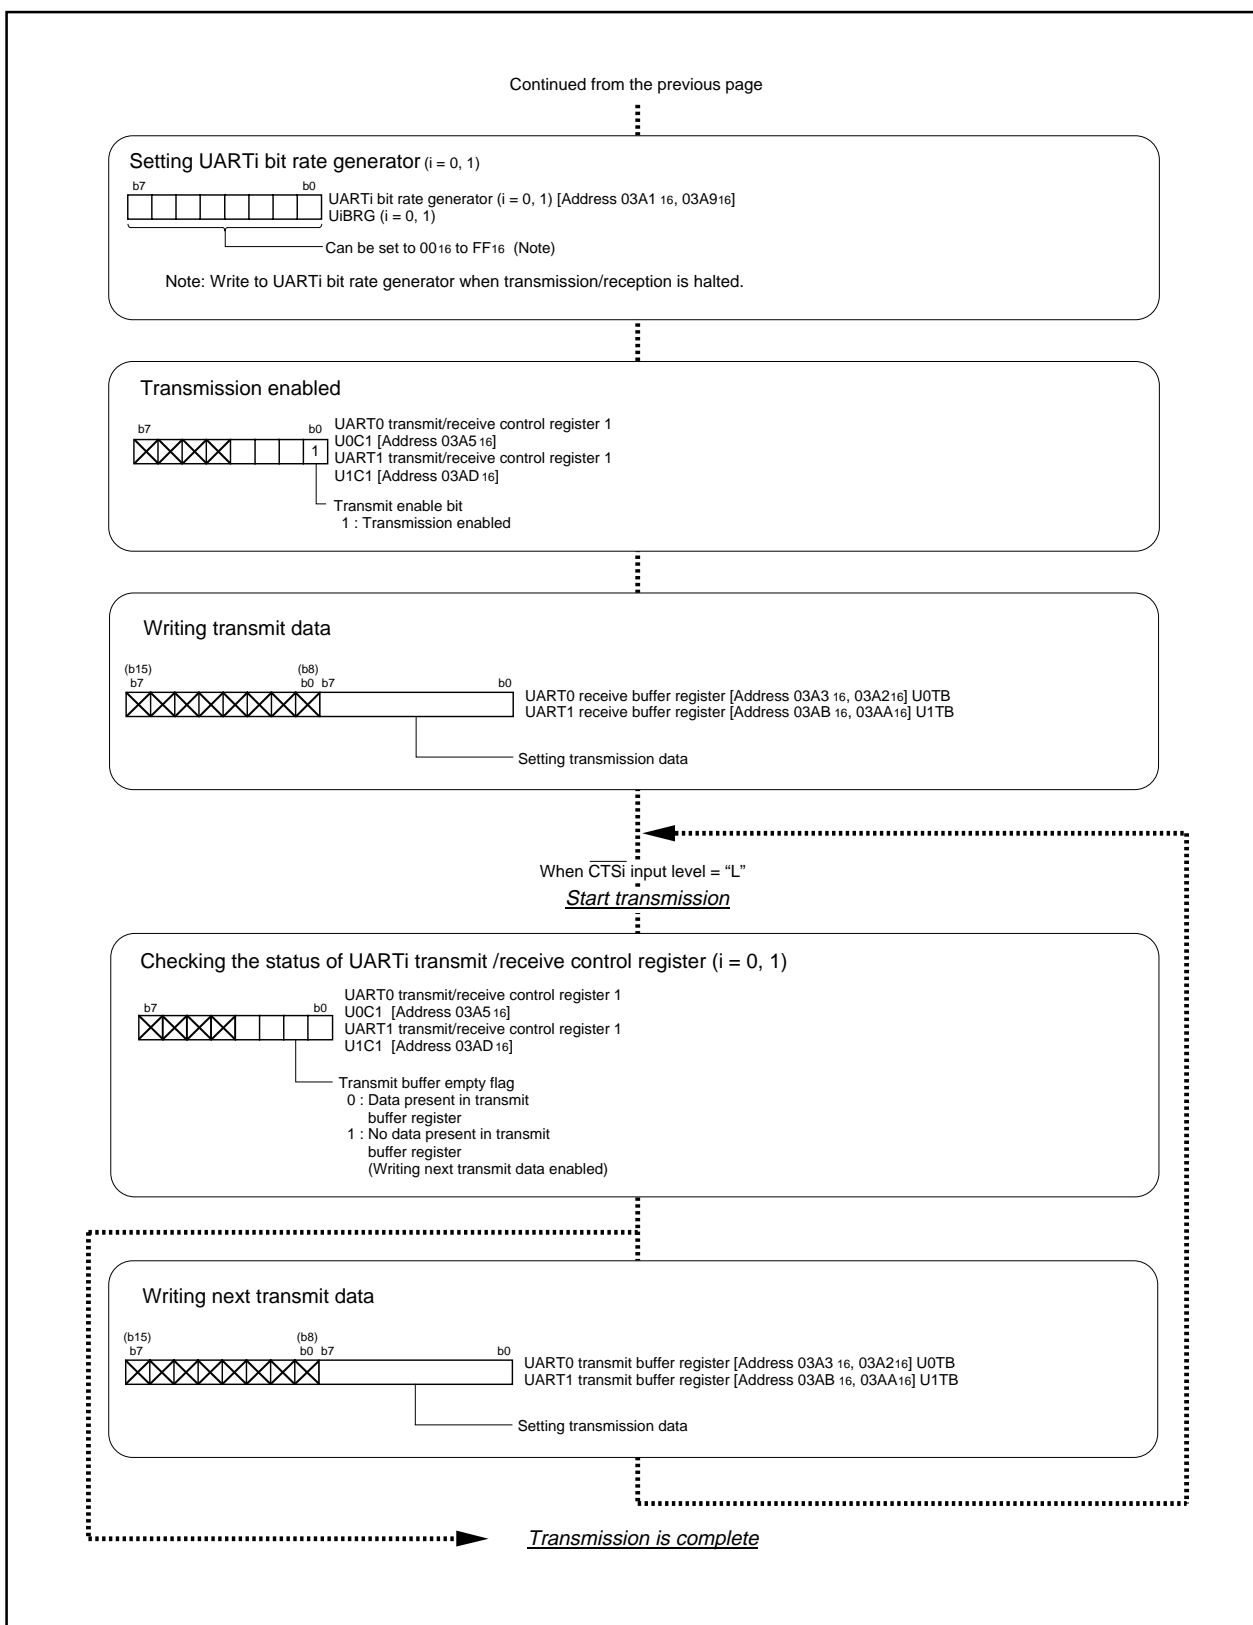 Continued from the previous page
Setting UARTi bit rate generator (i = 0, 1)
b7 b0
UARTi bit rate generator (i = 0, 1) [Address 03A1 16, 03A916]
UiBRG (i = 0, 1)
Can be set to 0016 to FF16 (Note)
Note: Write to UARTi bit rate generator when transmission/reception is halted.
Transmission enabled
b7 b0
UART0 transmit/receive control register 1
U0C1 [Address 03A5 16]
UART1 transmit/receive control register 1
U1C1 [Address 03AD 16]
1
Transmit enable bit
1 : Transmission enabled
Writing transmit data
(b15) (b8)
b7 b0 b7 b0
UART0 receive buffer register [Address 03A3 16, 03A216] U0TB
UART1 receive buffer register [Address 03AB 16, 03AA16] U1TB
Setting transmission data
When C̅T̅S̅i̅ input level = “L”
Start transmission
Checking the status of UARTi transmit /receive control register (i = 0, 1)
b7 b0
UART0 transmit/receive control register 1
U0C1 [Address 03A5 16]
UART1 transmit/receive control register 1
U1C1 [Address 03AD 16]
Transmit buffer empty flag
0 : Data present in transmit
buffer register
1 : No data present in transmit
buffer register
(Writing next transmit data enabled)
Writing next transmit data
(b15) (b8)
b7 b0 b7 b0
UART0 transmit buffer register [Address 03A3 16, 03A216] U0TB
UART1 transmit buffer register [Address 03AB 16, 03AA16] U1TB
Setting transmission data
Transmission is complete